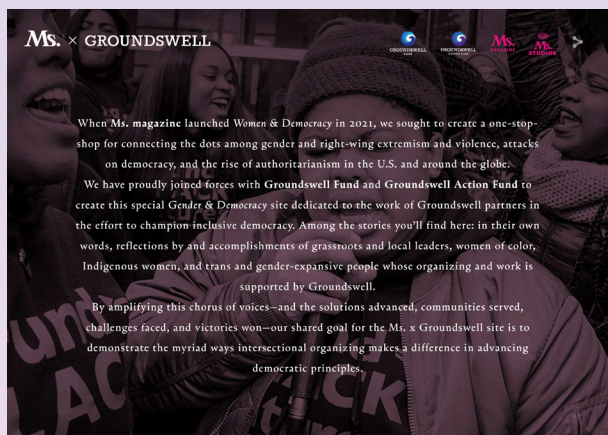 Ms. × GROUNDSWELL
GROUNDSWELL
FUND
GROUNDSWELL
ACTION FUND
Ms.
MAGAZINE
Ms.
STUDIOS
When Ms. magazine launched Women & Democracy in 2021, we sought to create a one-stop-
shop for connecting the dots among gender and right-wing extremism and violence, attacks
on democracy, and the rise of authoritarianism in the U.S. and around the globe.
We have proudly joined forces with Groundswell Fund and Groundswell Action Fund to
create this special Gender & Democracy site dedicated to the work of Groundswell partners in
the effort to champion inclusive democracy. Among the stories you’ll find here: in their own
words, reflections by and accomplishments of grassroots and local leaders, women of color,
Indigenous women, and trans and gender-expansive people whose organizing and work is
supported by Groundswell.
By amplifying this chorus of voices—and the solutions advanced, communities served,
challenges faced, and victories won—our shared goal for the Ms. x Groundswell site is to
demonstrate the myriad ways intersectional organizing makes a difference in advancing
democratic principles.